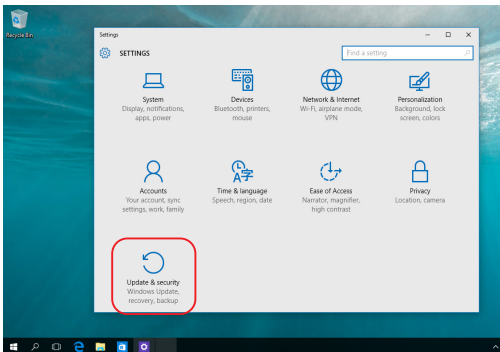 Recycle Bin
Settings
SETTINGS
Find a setting
System
Display, notifications,
apps, power
Devices
Bluetooth, printers,
mouse
Network & Internet
Wi-Fi, airplane mode,
VPN
Personalization
Background, lock
screen, colors
Accounts
Your account, sync
settings, work, family
Time & language
Speech, region, date
Ease of Access
Narrator, magnifier,
high contrast
Privacy
Location, camera
Update & security
Windows Update,
recovery, backup